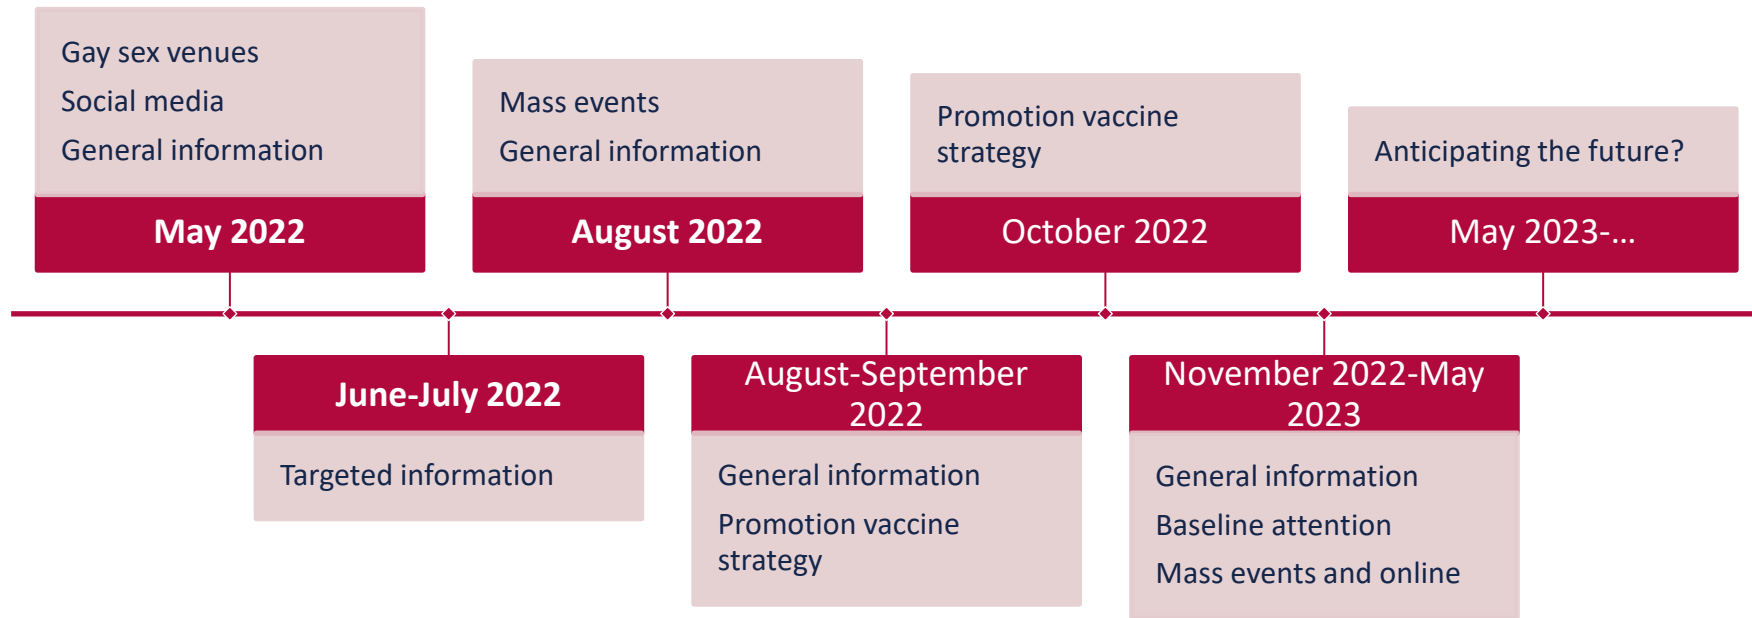 Gay sex venues
Social media
General information
May 2022
Mass events
General information
August 2022
Promotion vaccine
strategy
October 2022
Anticipating the future?
May 2023-...
June-July 2022
Targeted information
August-September
2022
General information
Promotion vaccine
strategy
November 2022-May
2023
General information
Baseline attention
Mass events and online